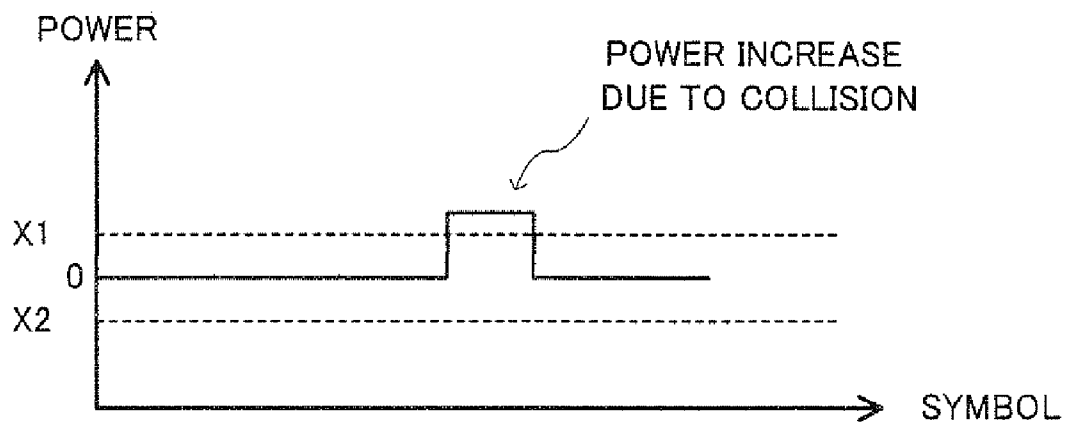 POWER
POWER INCREASE
DUE TO COLLISION
X1
0
X2
SYMBOL